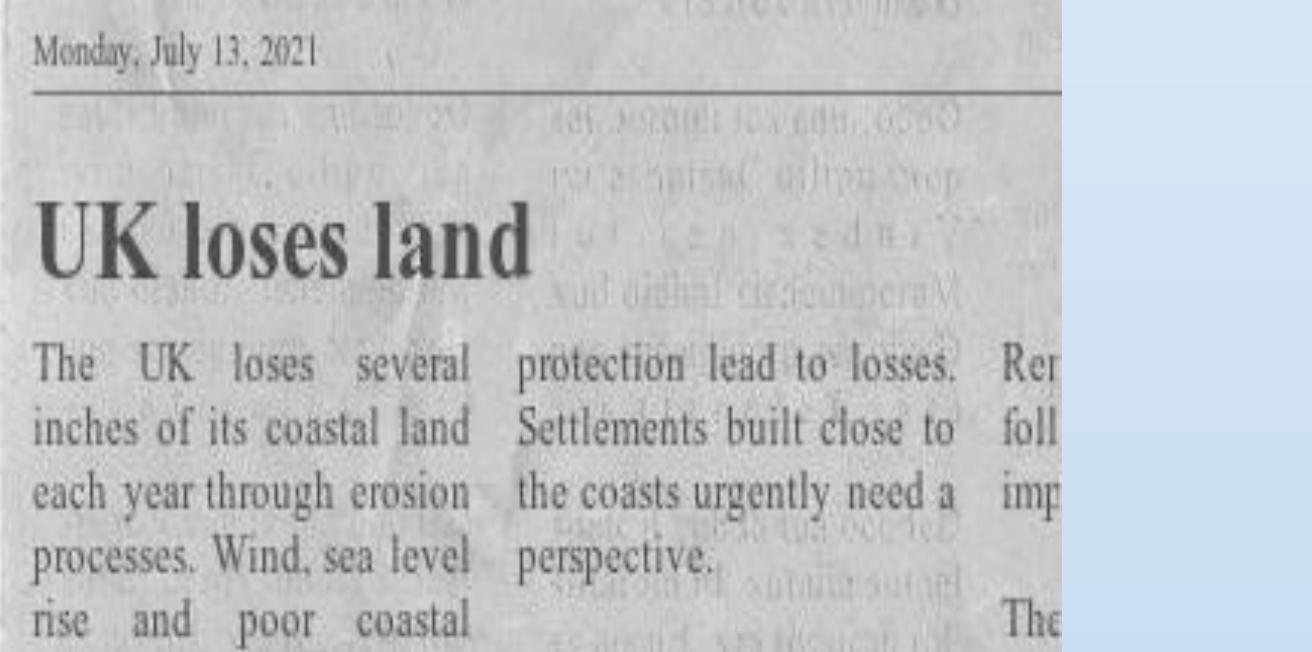 Monday, July 13, 2021
UK loses land
The UK loses several
inches of its coastal land
each year through erosion
processes. Wind, sea level
rise and poor coastal
protection lead to losses.
Settlements built close to
the coasts urgently need a
perspective.